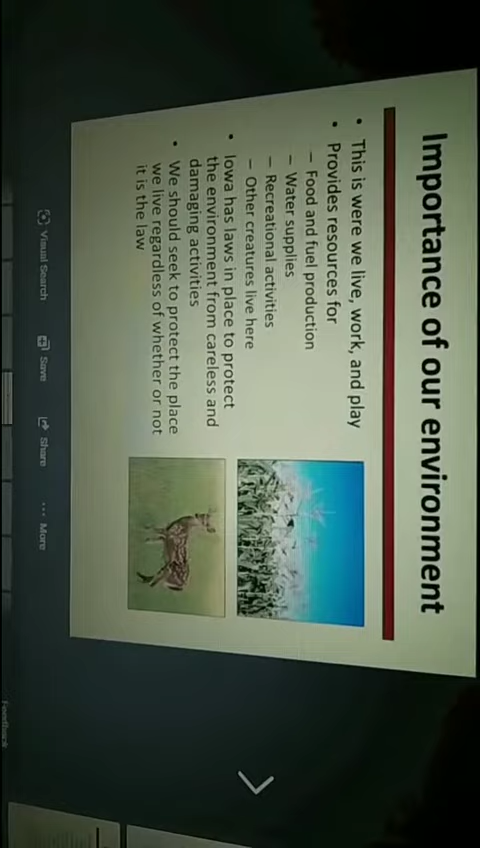 Importance of our environment
• This is were we live, work, and play
• Provides resources for
– Food and fuel production
– Water supplies
– Recreational activities
– Other creatures live here
• Iowa has laws in place to protect
the environment from careless and
damaging activities
• We should seek to protect the place
we live regardless of whether or not
it is the law
Visual Search
Save
Share
... More
Feedback